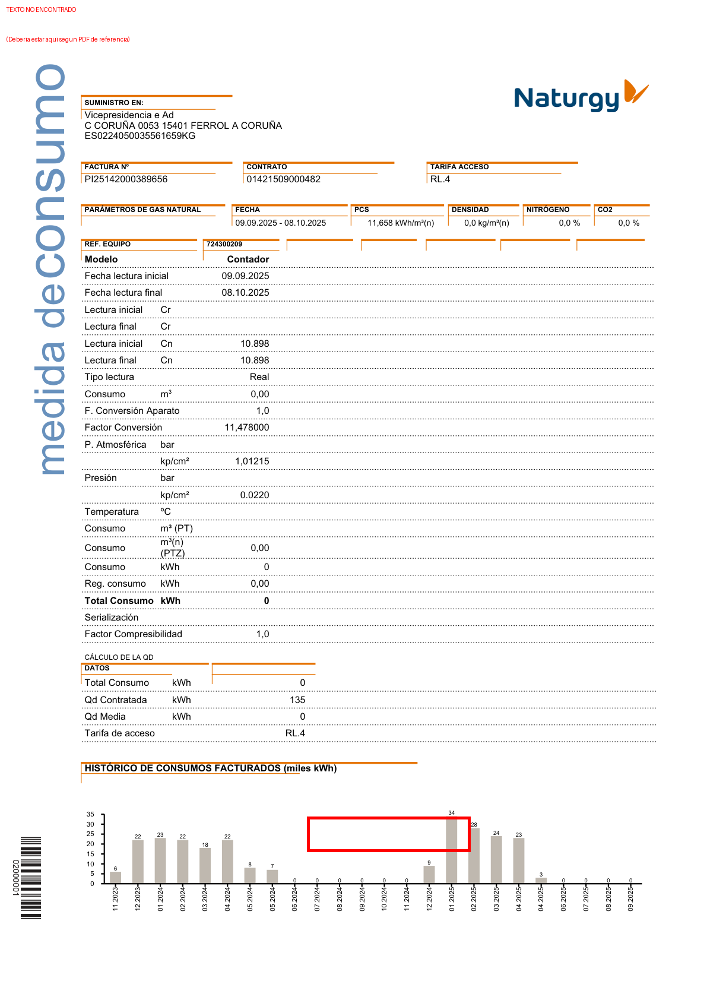 TEXTO NO ENCONTRADO
(Deberia estar aqui segun PDF de referencia)
medida de consumo
Naturgy
SUMINISTRO EN:
Vicepresidencia e Ad
C CORUÑA 0053 15401 FERROL A CORUÑA
ES0224050035561659KG
FACTURA Nº CONTRATO TARIFA ACCESO
PI25142000389656 01421509000482 RL.4
PARÁMETROS DE GAS NATURAL FECHA PCS DENSIDAD NITRÓGENO CO2
09.09.2025 - 08.10.2025 11,658 kWh/m³(n) 0,0 kg/m³(n) 0,0 % 0,0 %
REF. EQUIPO 724300209
Modelo Contador
Fecha lectura inicial 09.09.2025
Fecha lectura final 08.10.2025
Lectura inicial Cr
Lectura final Cr
Lectura inicial Cn 10.898
Lectura final Cn 10.898
Tipo lectura Real
Consumo m³ 0,00
F. Conversión Aparato 1,0
Factor Conversión 11,478000
P. Atmosférica bar
kp/cm² 1,01215
Presión bar
kp/cm² 0.0220
Temperatura ºC
Consumo m³ (PT)
Consumo m³(n) (PTZ) 0,00
Consumo kWh 0
Reg. consumo kWh 0,00
Total Consumo kWh 0
Serialización
Factor Compresibilidad 1,0
CÁLCULO DE LA QD
DATOS
Total Consumo kWh 0
Qd Contratada kWh 135
Qd Media kWh 0
Tarifa de acceso RL.4
HISTÓRICO DE CONSUMOS FACTURADOS (miles kWh)
35
30
25
20
15
10
5
0
6 22 23 22 18 22 8 7 0 0 0 0 0 0 9 34 28 24 23 3 0 0 0 0
11.2023 12.2023 01.2024 02.2024 03.2024 04.2024 05.2024 05.2024 06.2024 07.2024 08.2024 09.2024 10.2024 11.2024 12.2024 01.2025 02.2025 03.2025 04.2025 04.2025 06.2025 07.2025 08.2025 09.2025
02000001